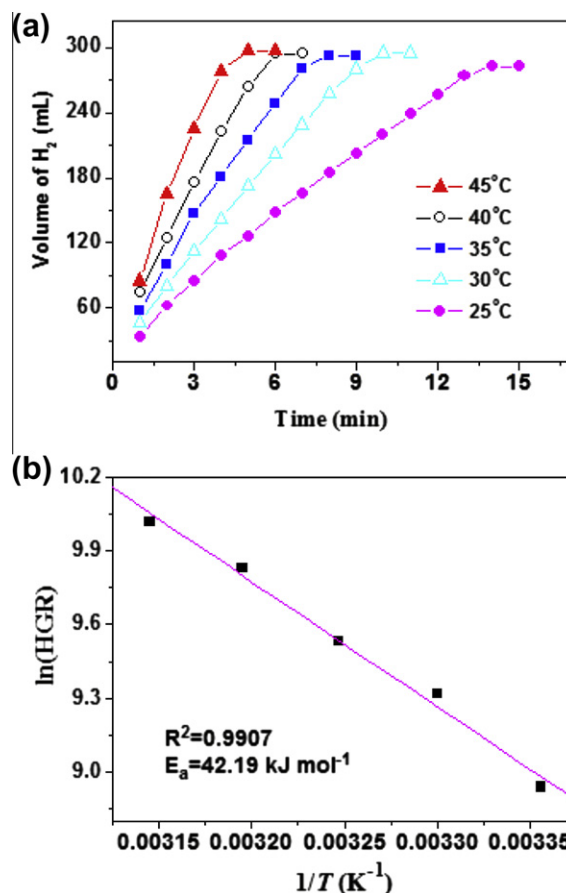 (a)
300
240
180
120
60
0
3
6
9
12
15
Volume of H2 (mL)
Time (min)
45°C
40°C
35°C
30°C
25°C
(b)
10.2
9.9
9.6
9.3
9.0
ln(HGR)
R²=0.9907
Eₐ=42.19 kJ mol⁻¹
0.00315
0.00320
0.00325
0.00330
0.00335
1/T (K⁻¹)